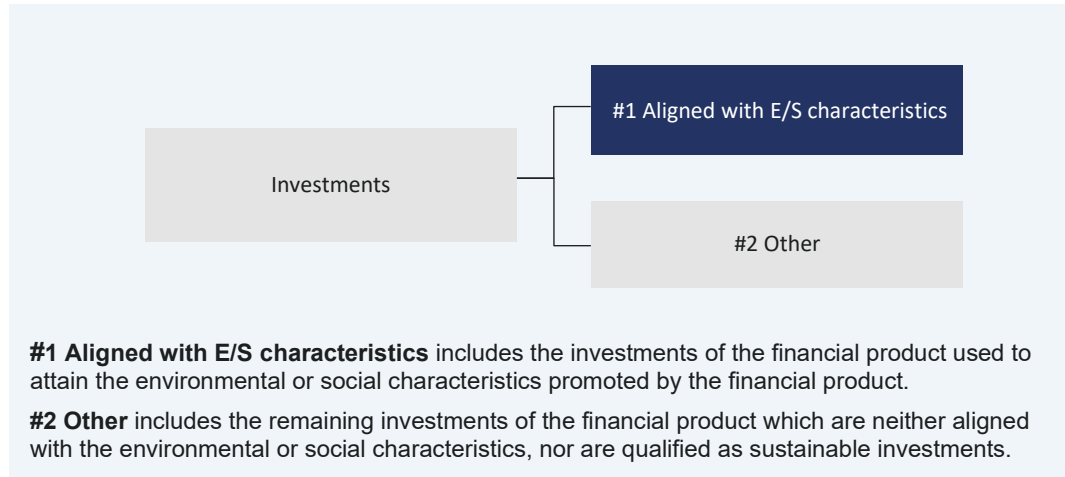 #1 Aligned with E/S characteristics
Investments
#2 Other
#1 Aligned with E/S characteristics includes the investments of the financial product used to
attain the environmental or social characteristics promoted by the financial product.
#2 Other includes the remaining investments of the financial product which are neither aligned
with the environmental or social characteristics, nor are qualified as sustainable investments.